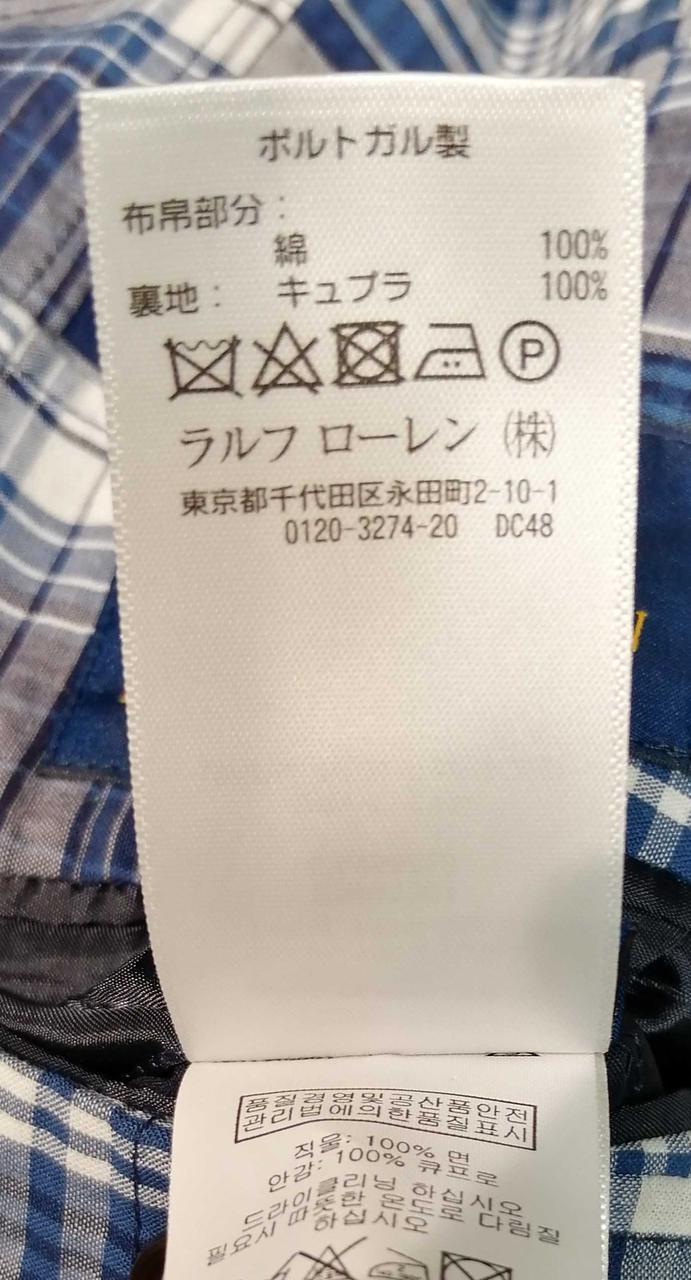 ポルトガル製
布帛部分：
綿 100%
裏地： キュプラ 100%
P
ラルフ ローレン (株)
東京都千代田区永田町2-10-1
0120-3274-20 DC48
품질경영및공산품안전
관리법에의한품질표시
직물: 100% 면
안감: 100% 큐프로
드라이클리닝 하십시오
필요시 따뜻한 온도로 다림질
하십시오